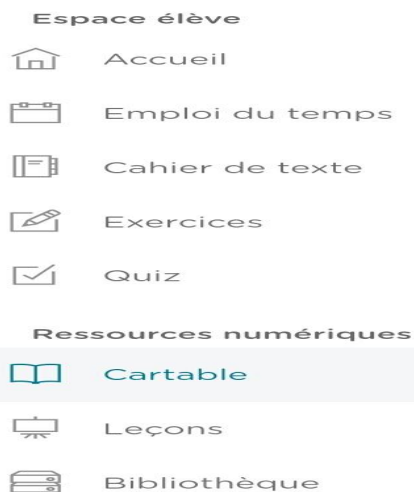 Espace élève
Accueil
Emploi du temps
Cahier de texte
Exercices
Quiz
Ressources numériques
Cartable
Leçons
Bibliothèque